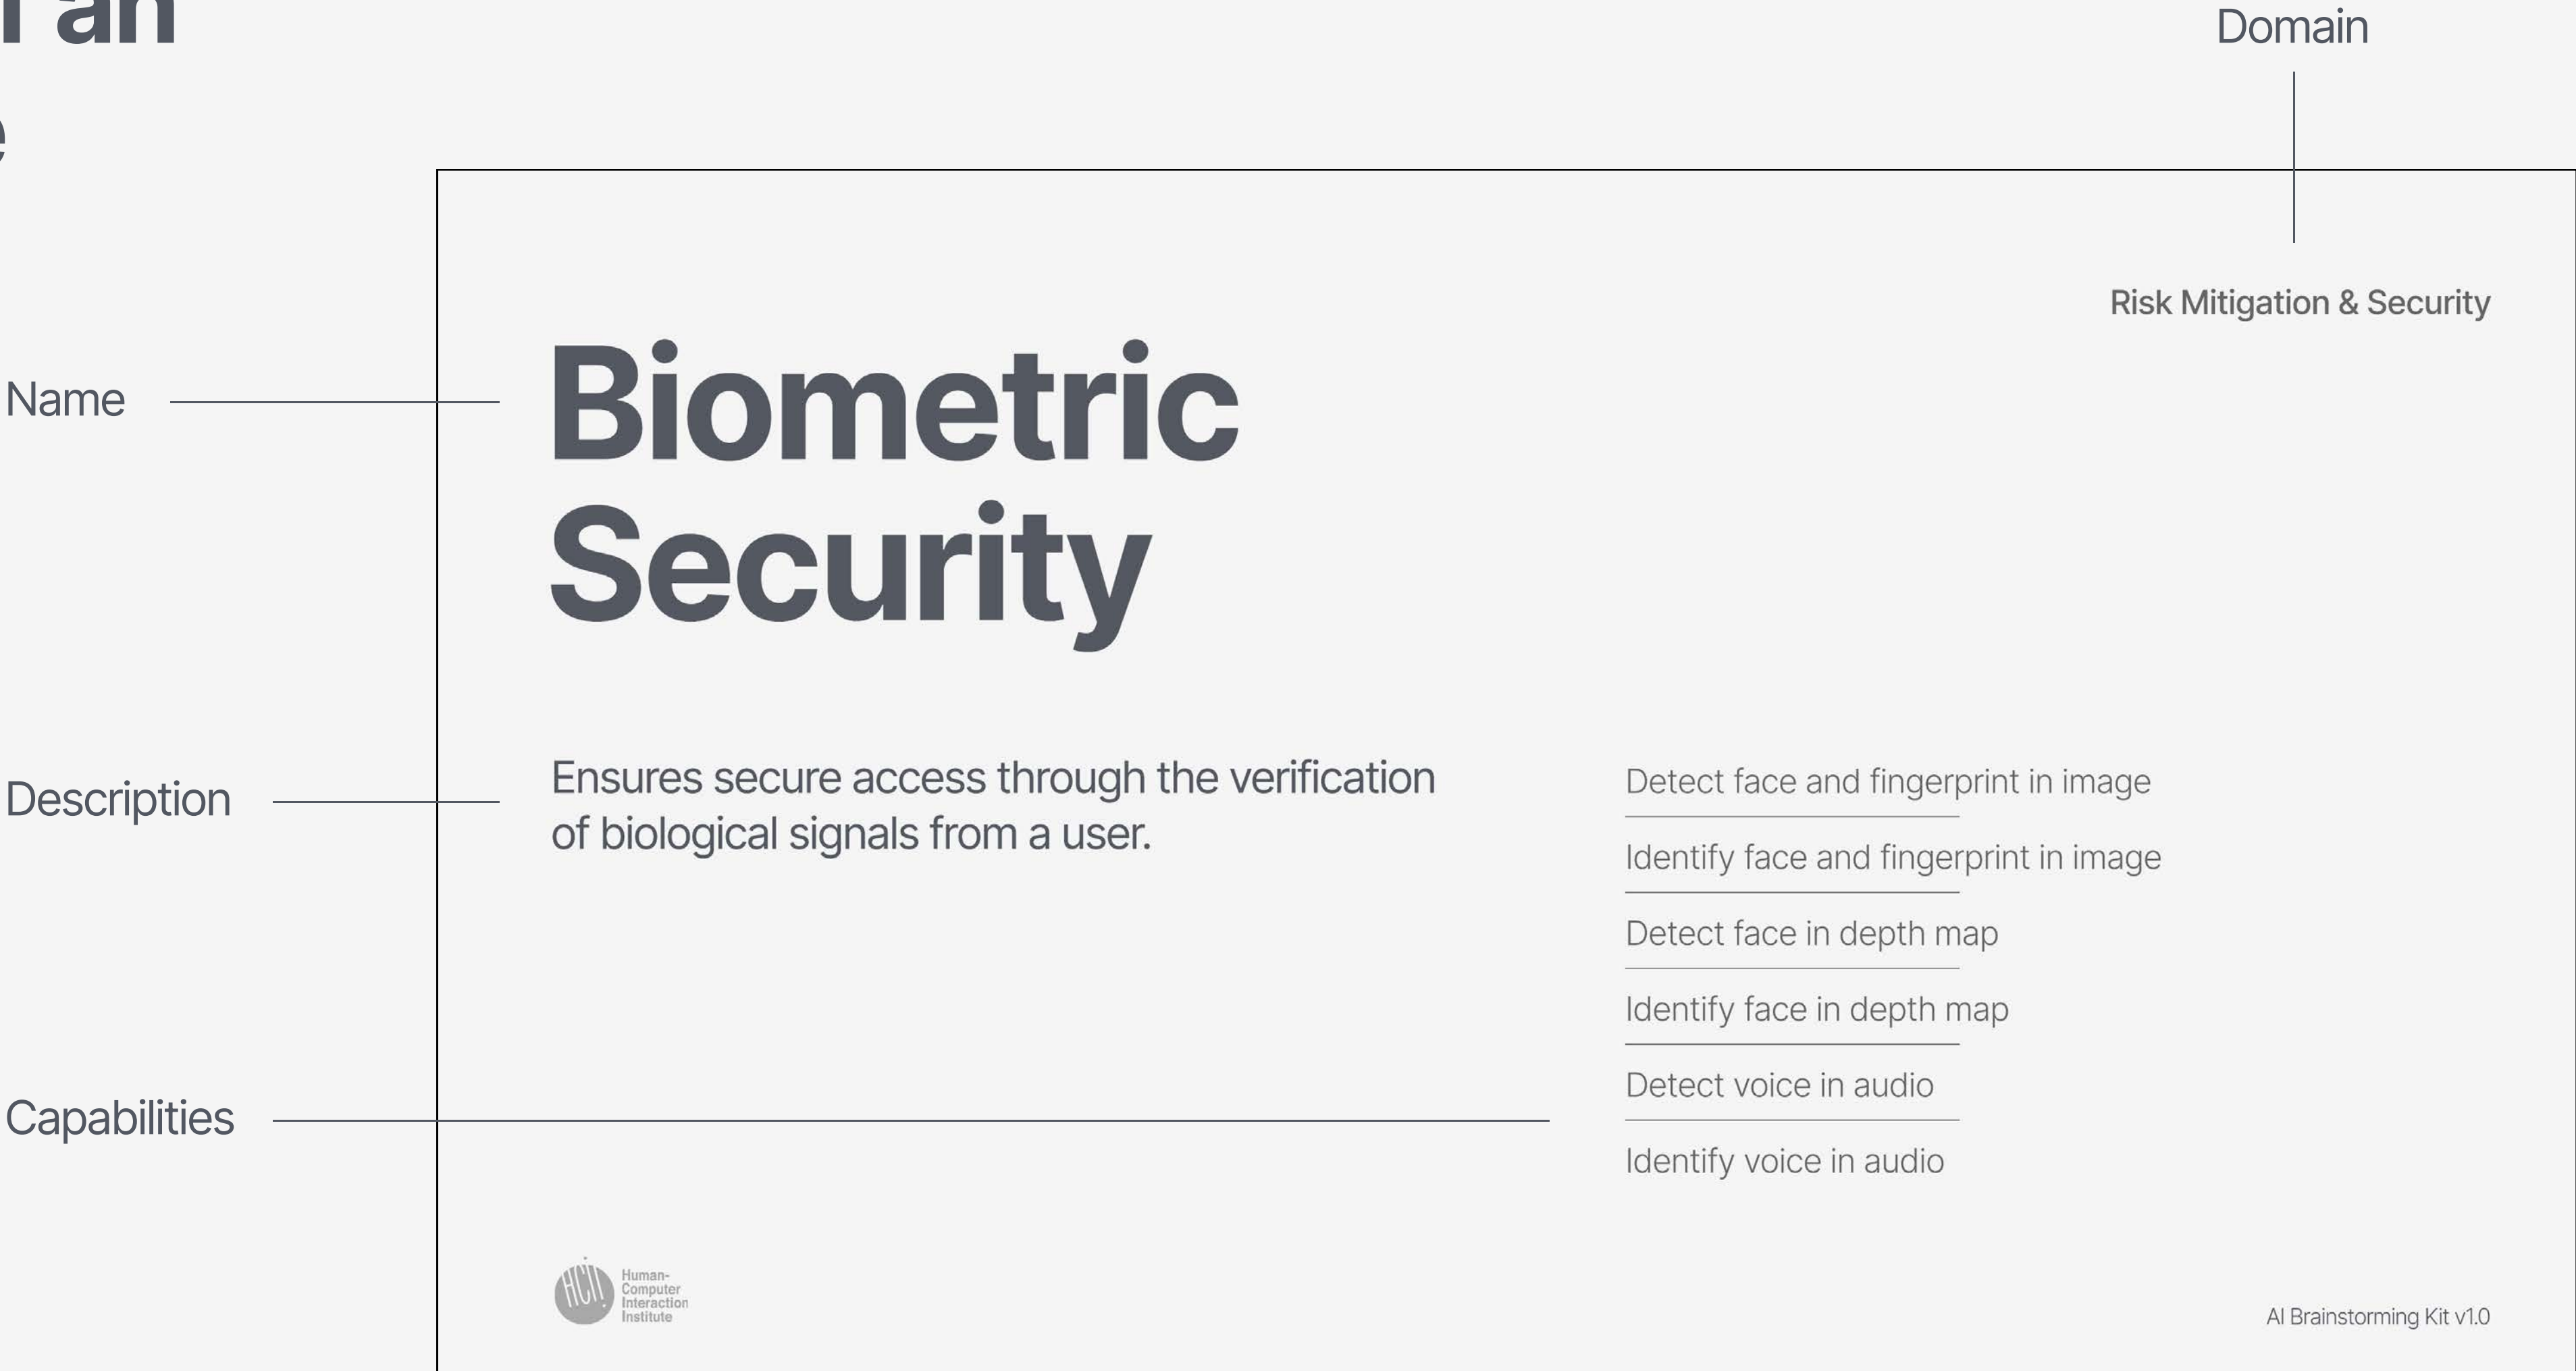 an
Domain
Risk Mitigation & Security
Name
Biometric
Security
Description
Ensures secure access through the verification
of biological signals from a user.
Capabilities
Detect face and fingerprint in image
Identify face and fingerprint in image
Detect face in depth map
Identify face in depth map
Detect voice in audio
Identify voice in audio
HCII
Human-
Computer
Interaction
Institute
AI Brainstorming Kit v1.0